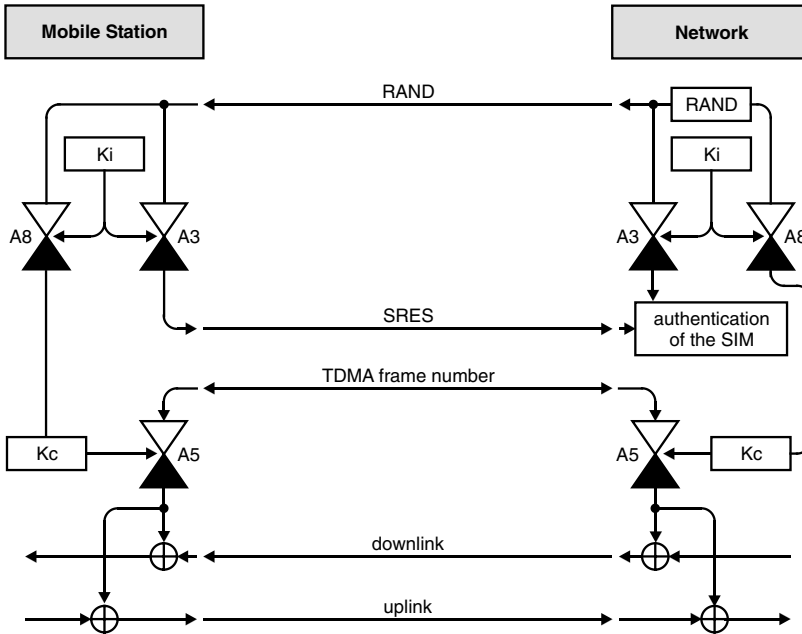 Mobile Station
Network
RAND
RAND
Ki
Ki
A8
A3
A3
A8
SRES
authentication
of the SIM
TDMA frame number
Kc
A5
A5
Kc
downlink
uplink